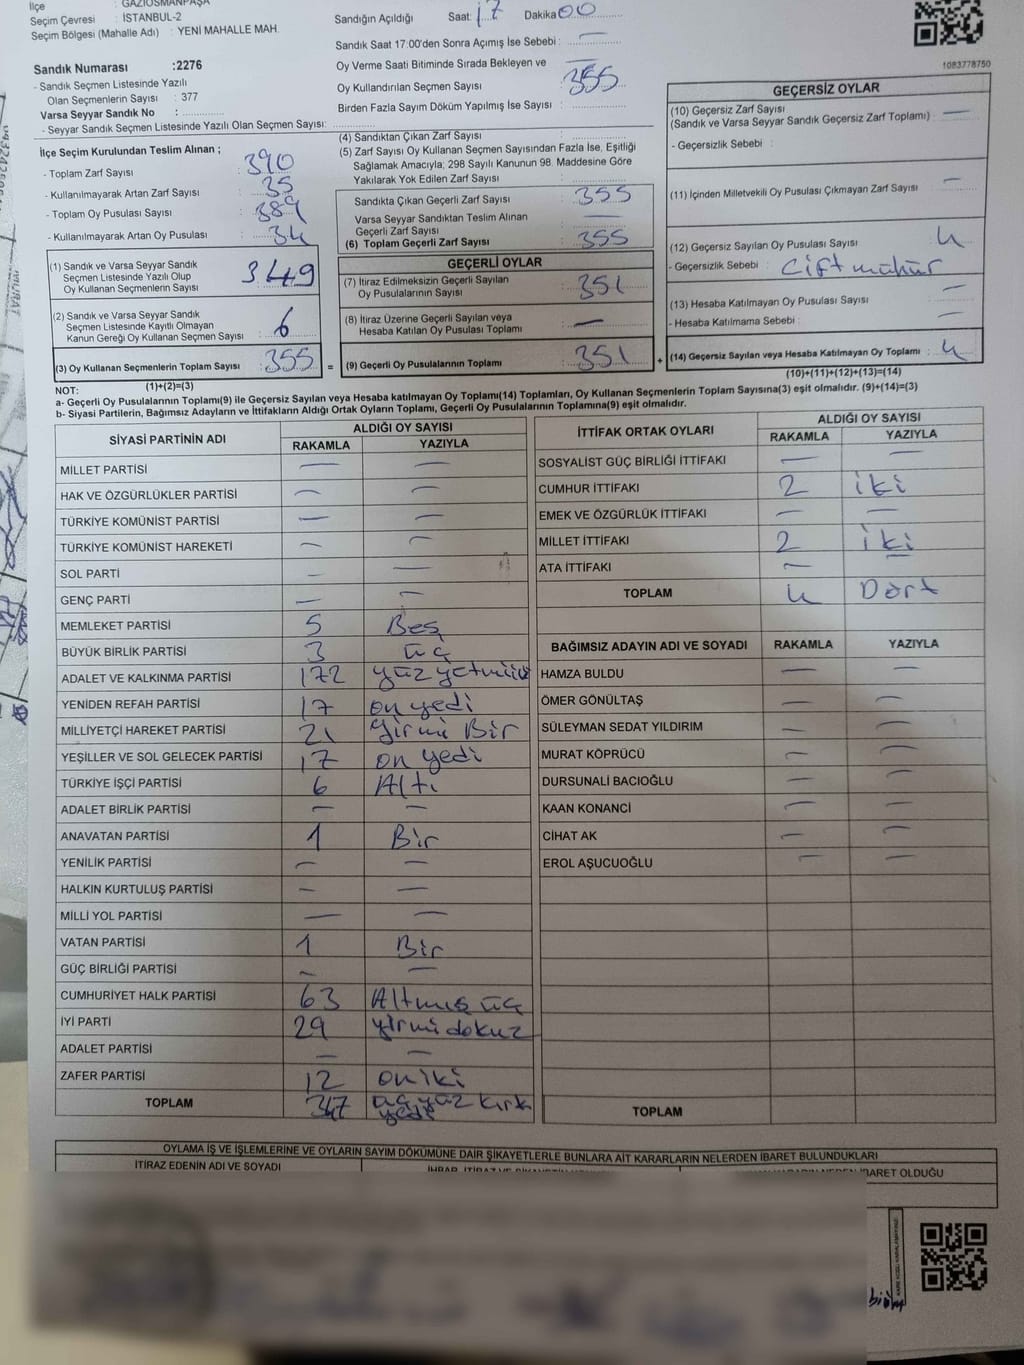 İlçe : GAZİOSMANPAŞA
Seçim Çevresi : İSTANBUL-2
Seçim Bölgesi (Mahalle Adı) : YENİ MAHALLE MAH.
Sandık Numarası :2276
- Sandık Seçmen Listesinde Yazılı
Olan Seçmenlerin Sayısı : 377
Varsa Seyyar Sandık No :
- Seyyar Sandık Seçmen Listesinde Yazılı Olan Seçmen Sayısı:
İlçe Seçim Kurulundan Teslim Alınan ;
- Toplam Zarf Sayısı : 390
- Kullanılmayarak Artan Zarf Sayısı : 35
- Toplam Oy Pusulası Sayısı : 389
- Kullanılmayarak Artan Oy Pusulası : 34
(1) Sandık ve Varsa Seyyar Sandık
Seçmen Listesinde Yazılı Olup
Oy Kullanan Seçmenlerin Sayısı : 349
(2) Sandık ve Varsa Seyyar Sandık
Seçmen Listesinde Kayıtlı Olmayan
Kanun Gereği Oy Kullanan Seçmen Sayısı : 6
(3) Oy Kullanan Seçmenlerin Toplam Sayısı : 355
(1)+(2)=(3)
Sandığın Açıldığı Saat: 17 Dakika 00
Sandık Saat 17:00'den Sonra Açımış İse Sebebi : —
Oy Verme Saati Bitiminde Sırada Bekleyen ve
Oy Kullandırılan Seçmen Sayısı : 355
Birden Fazla Sayım Döküm Yapılmış İse Sayısı :
(4) Sandıktan Çıkan Zarf Sayısı :
(5) Zarf Sayısı Oy Kullanan Seçmen Sayısından Fazla İse, Eşitliği
Sağlamak Amacıyla; 298 Sayılı Kanunun 98. Maddesine Göre
Yakılarak Yok Edilen Zarf Sayısı :
Sandıkta Çıkan Geçerli Zarf Sayısı : 355
Varsa Seyyar Sandıktan Teslim Alınan
Geçerli Zarf Sayısı : —
(6) Toplam Geçerli Zarf Sayısı : 355
GEÇERLİ OYLAR
(7) İtiraz Edilmeksizin Geçerli Sayılan
Oy Pusulalarının Sayısı : 351
(8) İtiraz Üzerine Geçerli Sayılan veya
Hesaba Katılan Oy Pusulası Toplamı : —
= (9) Geçerli Oy Pusulalarının Toplamı : 351
1083778750
GEÇERSİZ OYLAR
(10) Geçersiz Zarf Sayısı
(Sandık ve Varsa Seyyar Sandık Geçersiz Zarf Toplamı) : —
- Geçersizlik Sebebi :
(11) İçinden Milletvekili Oy Pusulası Çıkmayan Zarf Sayısı : —
(12) Geçersiz Sayılan Oy Pusulası Sayısı : 4
- Geçersizlik Sebebi : Çift mühür
(13) Hesaba Katılmayan Oy Pusulası Sayısı : —
- Hesaba Katılmama Sebebi : —
+ (14) Geçersiz Sayılan veya Hesaba Katılmayan Oy Toplamı : 4
(10)+(11)+(12)+(13)=(14)
NOT:
a- Geçerli Oy Pusulalarının Toplamı(9) ile Geçersiz Sayılan veya Hesaba katılmayan Oy Toplamı(14) Toplamları, Oy Kullanan Seçmenlerin Toplam Sayısına(3) eşit olmalıdır. (9)+(14)=(3)
b- Siyasi Partilerin, Bağımsız Adayların ve İttifakların Aldığı Ortak Oyların Toplamı, Geçerli Oy Pusulalarının Toplamına(9) eşit olmalıdır.
SİYASİ PARTİNİN ADI ALDIĞI OY SAYISI
RAKAMLA YAZIYLA
MİLLET PARTİSİ — —
HAK VE ÖZGÜRLÜKLER PARTİSİ — —
TÜRKİYE KOMÜNİST PARTİSİ — —
TÜRKİYE KOMÜNİST HAREKETİ — —
SOL PARTİ — —
GENÇ PARTİ — —
MEMLEKET PARTİSİ 5 Beş
BÜYÜK BİRLİK PARTİSİ 3 üç
ADALET VE KALKINMA PARTİSİ 172 yüz yetmiş
YENİDEN REFAH PARTİSİ 17 on yedi
MİLLİYETÇİ HAREKET PARTİSİ 21 yirmi Bir
YEŞİLLER VE SOL GELECEK PARTİSİ 17 on yedi
TÜRKİYE İŞÇİ PARTİSİ 6 Altı
ADALET BİRLİK PARTİSİ — —
ANAVATAN PARTİSİ 1 Bir
YENİLİK PARTİSİ — —
HALKIN KURTULUŞ PARTİSİ — —
MİLLİ YOL PARTİSİ — —
VATAN PARTİSİ 1 Bir
GÜÇ BİRLİĞİ PARTİSİ — —
CUMHURİYET HALK PARTİSİ 63 Altmış üç
İYİ PARTİ 29 yirmi dokuz
ADALET PARTİSİ — —
ZAFER PARTİSİ 12 on iki
TOPLAM 347 üç yüz kırk
yedi
İTTİFAK ORTAK OYLARI ALDIĞI OY SAYISI
RAKAMLA YAZIYLA
SOSYALİST GÜÇ BİRLİĞİ İTTİFAKI — —
CUMHUR İTTİFAKI 2 iki
EMEK VE ÖZGÜRLÜK İTTİFAKI — —
MİLLET İTTİFAKI 2 iki
ATA İTTİFAKI —
TOPLAM 4 Dört
BAĞIMSIZ ADAYIN ADI VE SOYADI RAKAMLA YAZIYLA
HAMZA BULDU — —
ÖMER GÖNÜLTAŞ — —
SÜLEYMAN SEDAT YILDIRIM — —
MURAT KÖPRÜCÜ — —
DURSUNALİ BACIOĞLU — —
KAAN KONANCİ — —
CİHAT AK — —
EROL AŞUCUOĞLU — —
TOPLAM
OYLAMA İŞ VE İŞLEMLERİNE VE OYLARIN SAYIM DÖKÜMÜNE DAİR ŞİKAYETLERLE BUNLARA AİT KARARLARIN NELERDEN İBARET BULUNDUKLARI
İTİRAZ EDENİN ADI VE SOYADI
İBARET OLDUĞU